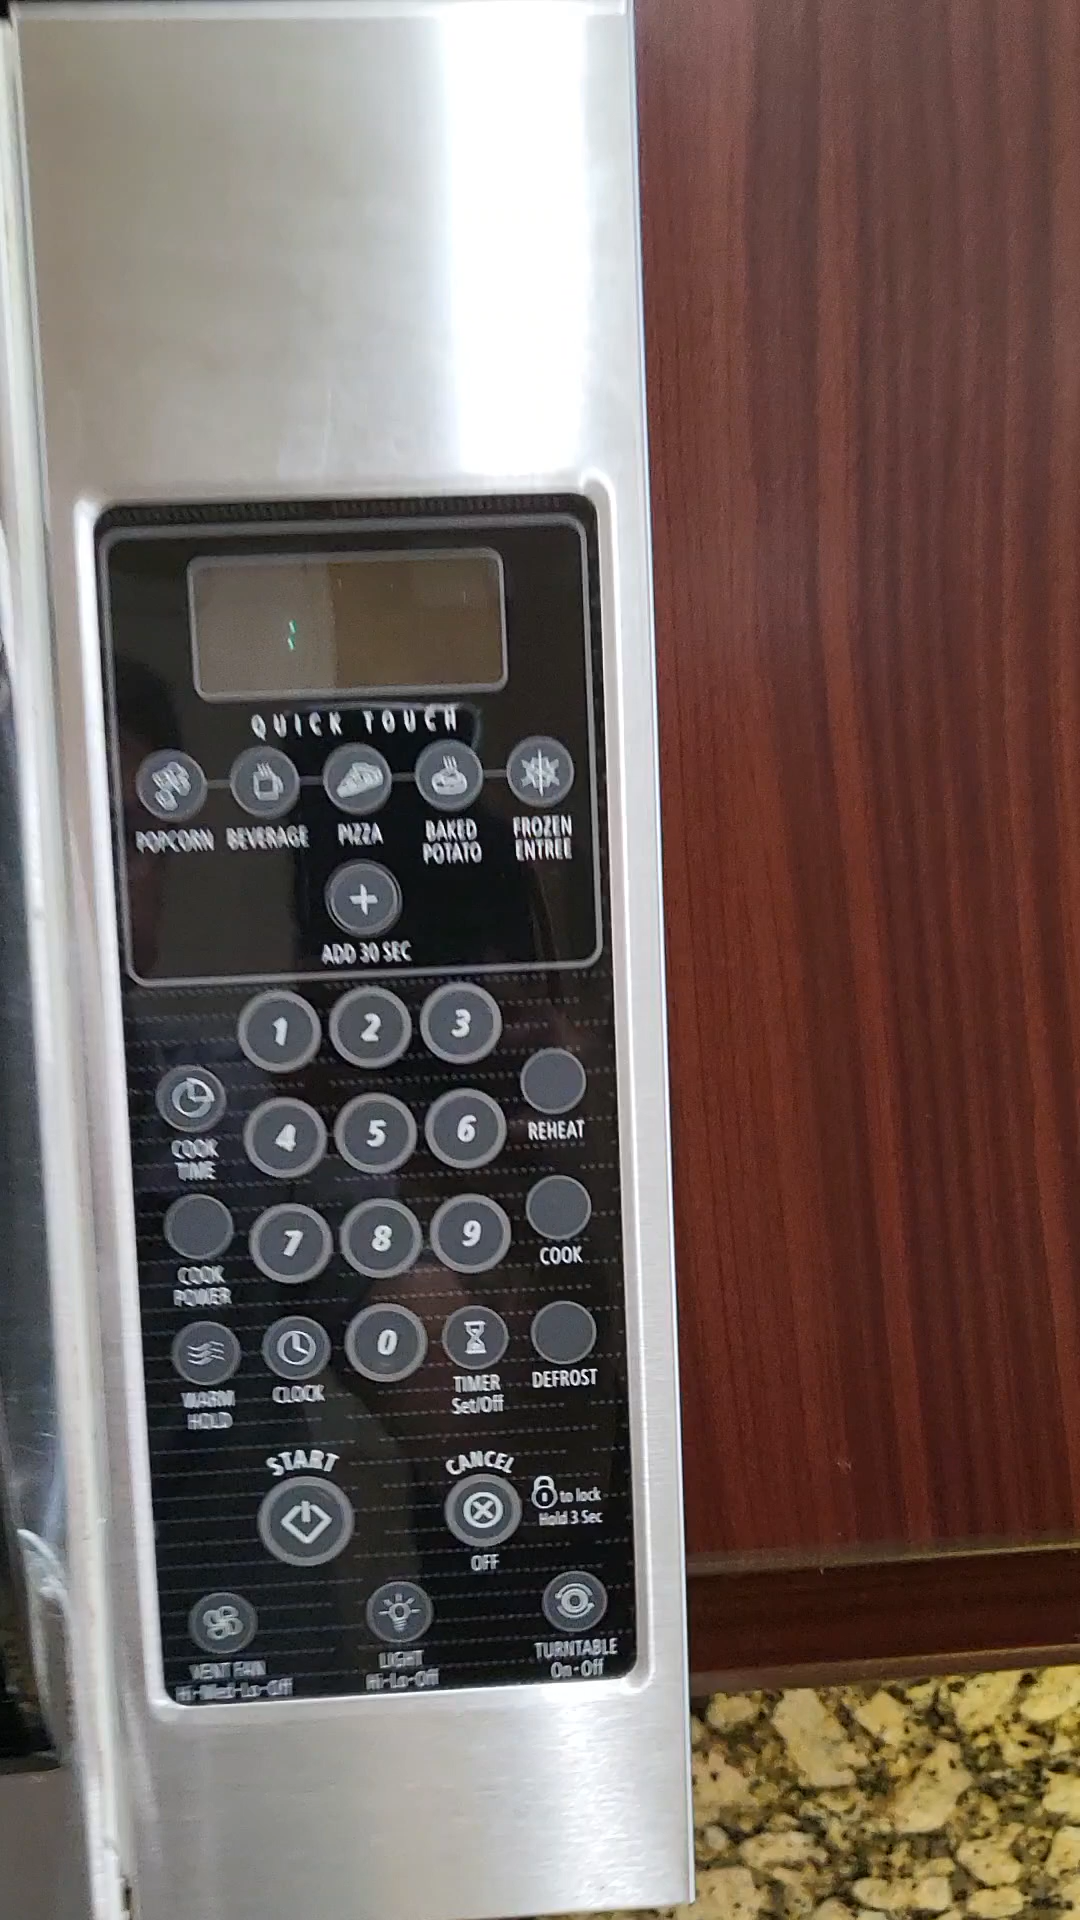 :
QUICK TOUCH
POPCORN BEVERAGE PIZZA BAKED POTATO FROZEN ENTREE
+
ADD 30 SEC
1 2 3
COOK TIME
4 5 6
REHEAT
COOK POWER
7 8 9
COOK
WARM HOLD
CLOCK
0
TIMER
Set/Off
DEFROST
START
CANCEL
to lock
Hold 3 Sec
OFF
VENT FAN
Hi-Med-Lo-Off
LIGHT
Hi-Lo-Off
TURNTABLE
On-Off